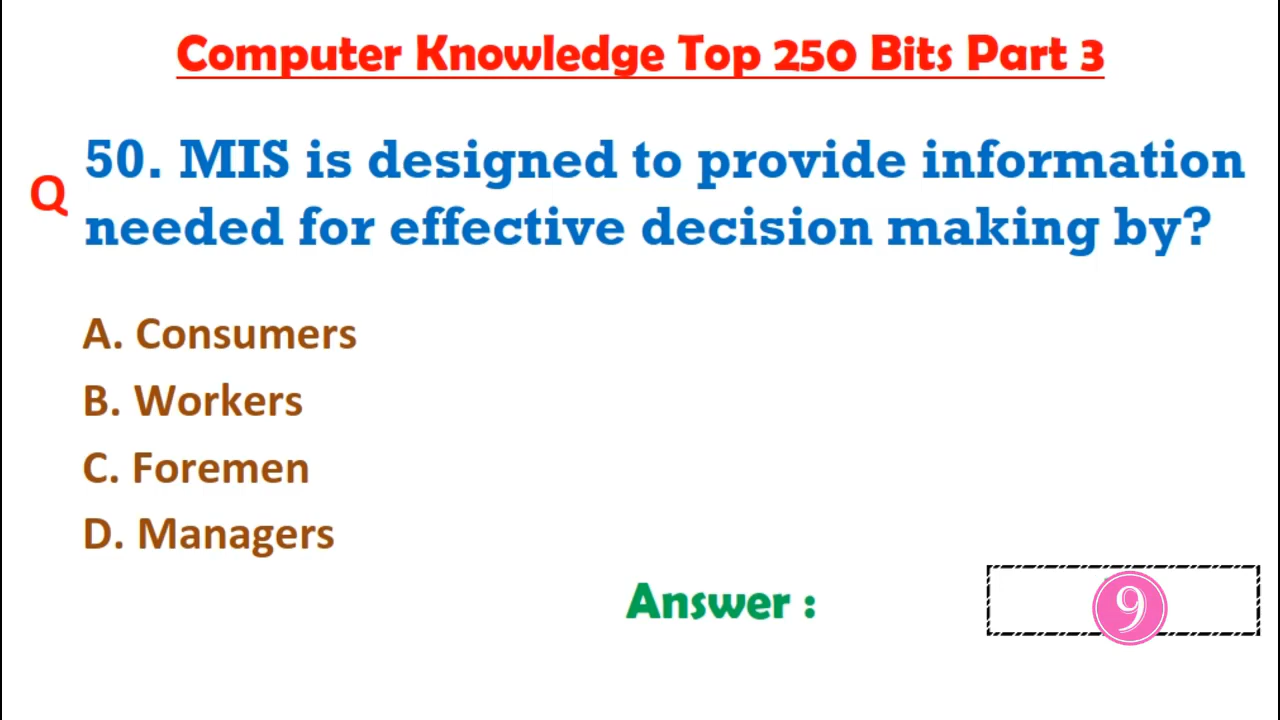 Computer Knowledge Top 250 Bits Part 3
Q
50. MIS is designed to provide information
needed for effective decision making by?
A. Consumers
B. Workers
C. Foremen
D. Managers
Answer :
9